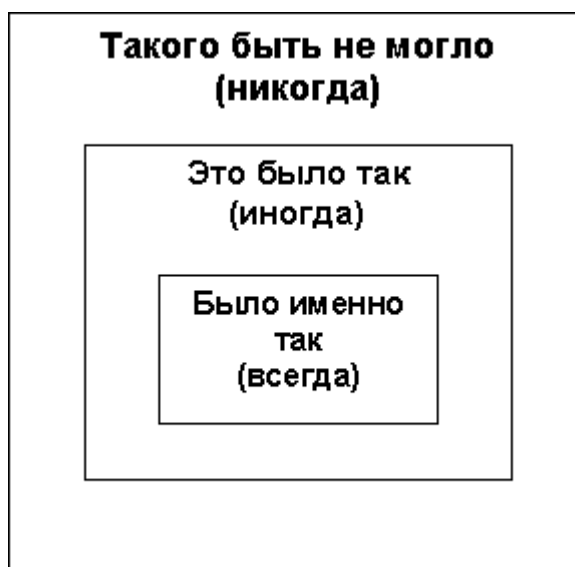 Такого быть не могло
(никогда)
Это было так
(иногда)
Было именно
так
(всегда)